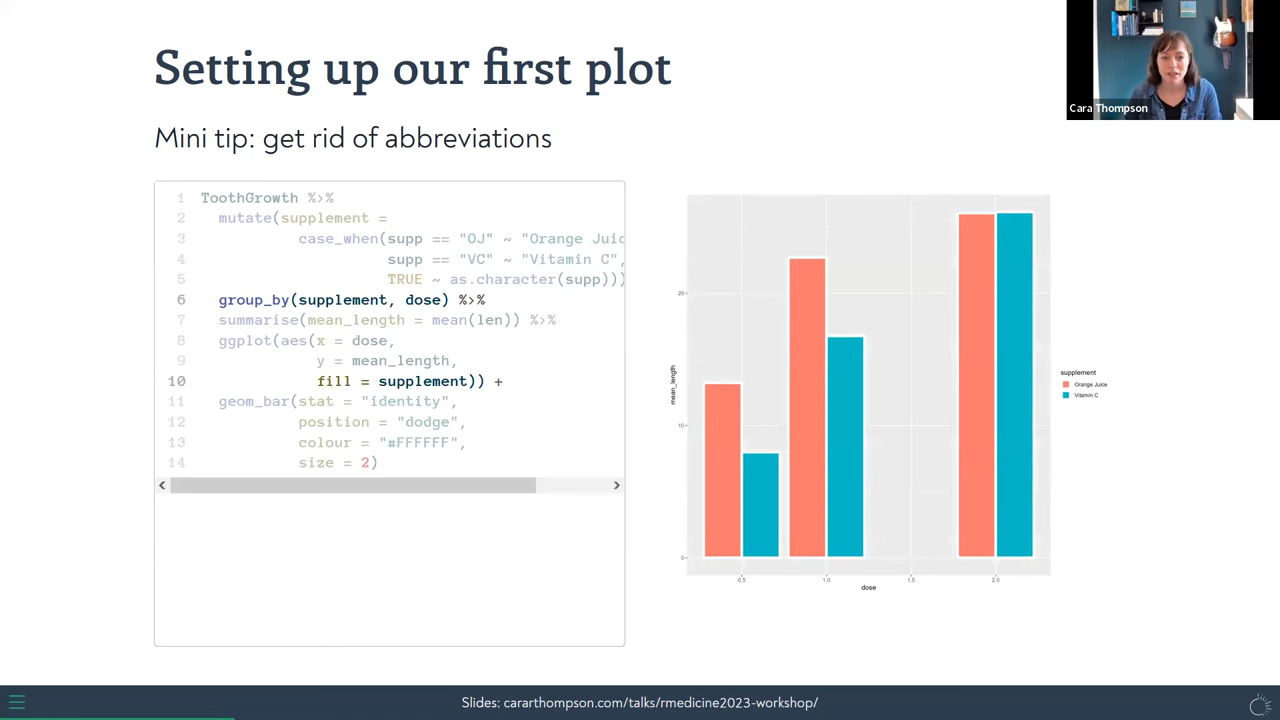 Setting up our first plot
Cara Thompson
Mini tip: get rid of abbreviations
1 ToothGrowth %>%
2 mutate(supplement =
3 case_when(supp == "OJ" ~ "Orange Juic
4 supp == "VC" ~ "Vitamin C",
5 TRUE ~ as.character(supp)))
6 group_by(supplement, dose) %>%
7 summarise(mean_length = mean(len)) %>%
8 ggplot(aes(x = dose,
9 y = mean_length,
10 fill = supplement)) +
11 geom_bar(stat = "identity",
12 position = "dodge",
13 colour = "#FFFFFF",
14 size = 2)
mean_length
20
10
0
0.5 1.0 1.5 2.0
dose
supplement
Orange Juice
Vitamin C
Slides: cararthompson.com/talks/rmedicine2023-workshop/